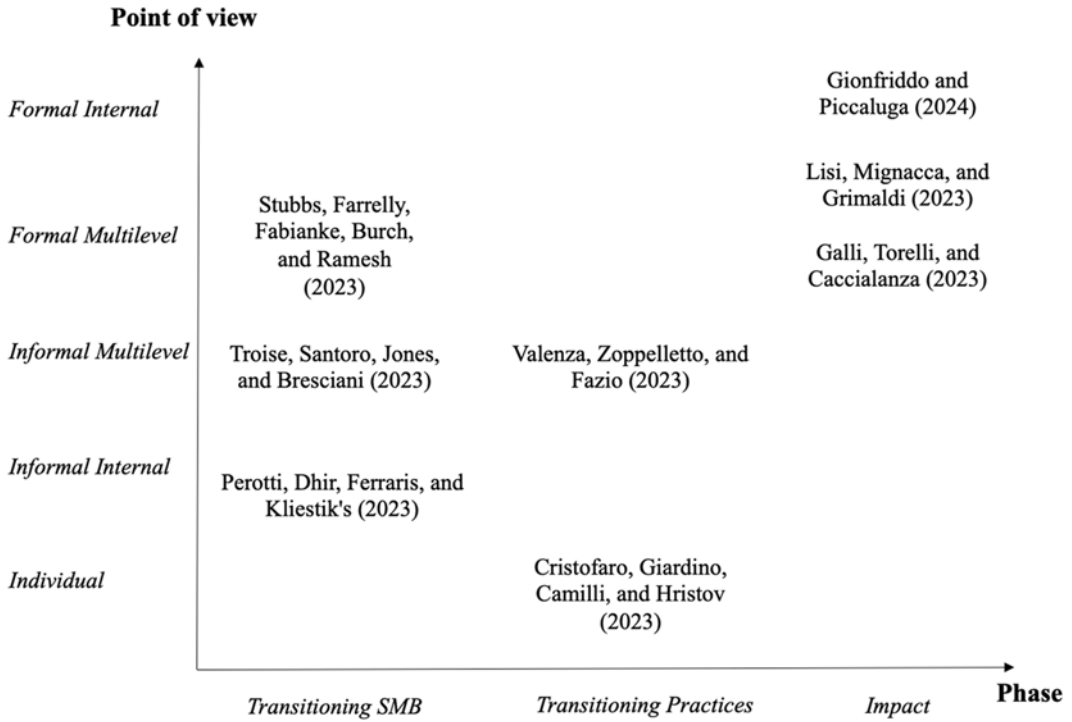 Point of view
Formal Internal
Gionfriddo and
Piccaluga (2024)
Lisi, Mignacca, and
Grimaldi (2023)
Formal Multilevel
Stubbs, Farrelly,
Fabianke, Burch,
and Ramesh
(2023)
Galli, Torelli, and
Caccialanza (2023)
Informal Multilevel
Troise, Santoro, Jones,
and Bresciani (2023)
Valenza, Zoppelletto, and
Fazio (2023)
Informal Internal
Perotti, Dhir, Ferraris, and
Kliestik's (2023)
Individual
Cristofaro, Giardino,
Camilli, and Hristov
(2023)
Transitioning SMB
Transitioning Practices
Impact
Phase